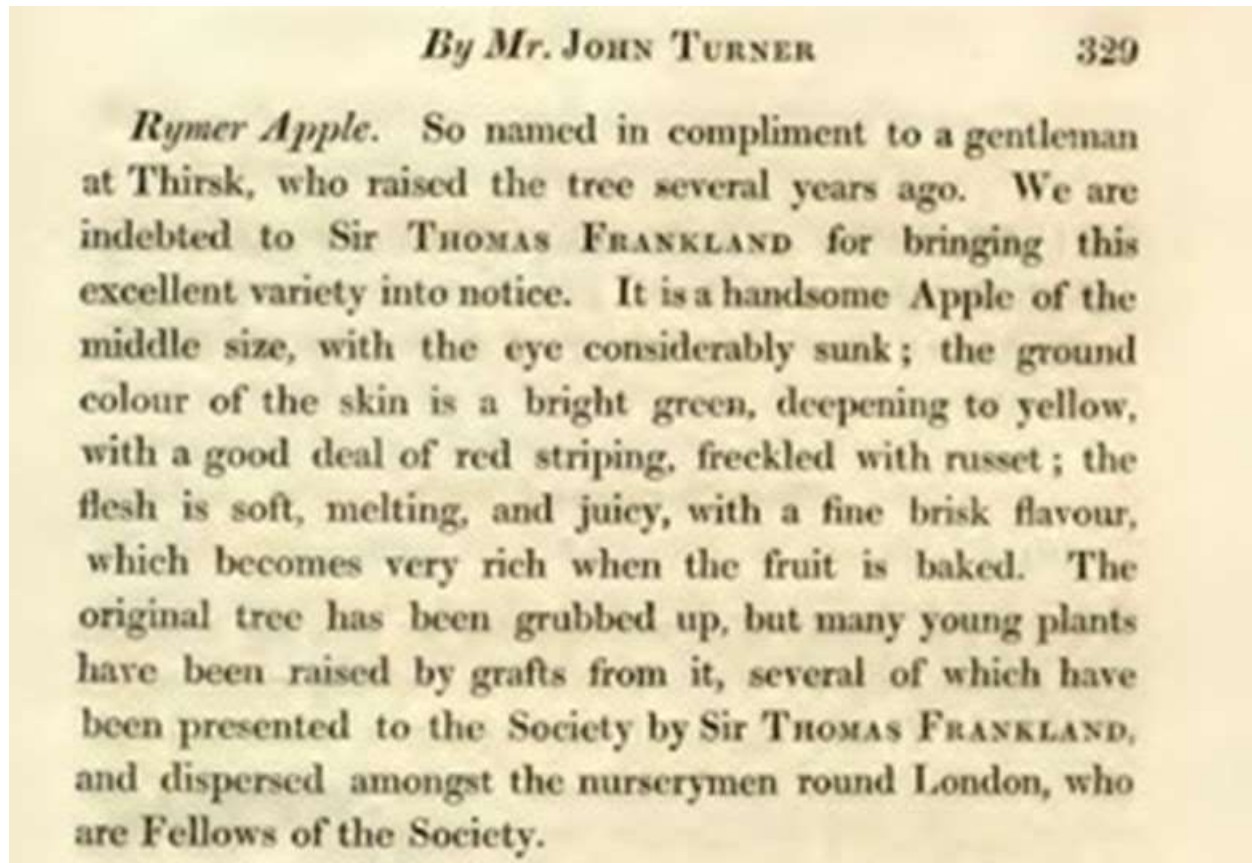 By Mr. JOHN TURNER 329
Rymer Apple. So named in compliment to a gentleman
at Thirsk, who raised the tree several years ago. We are
indebted to Sir THOMAS FRANKLAND for bringing this
excellent variety into notice. It is a handsome Apple of the
middle size, with the eye considerably sunk; the ground
colour of the skin is a bright green, deepening to yellow,
with a good deal of red striping, freckled with russet; the
flesh is soft, melting, and juicy, with a fine brisk flavour,
which becomes very rich when the fruit is baked. The
original tree has been grubbed up, but many young plants
have been raised by grafts from it, several of which have
been presented to the Society by Sir THOMAS FRANKLAND,
and dispersed amongst the nurserymen round London, who
are Fellows of the Society.